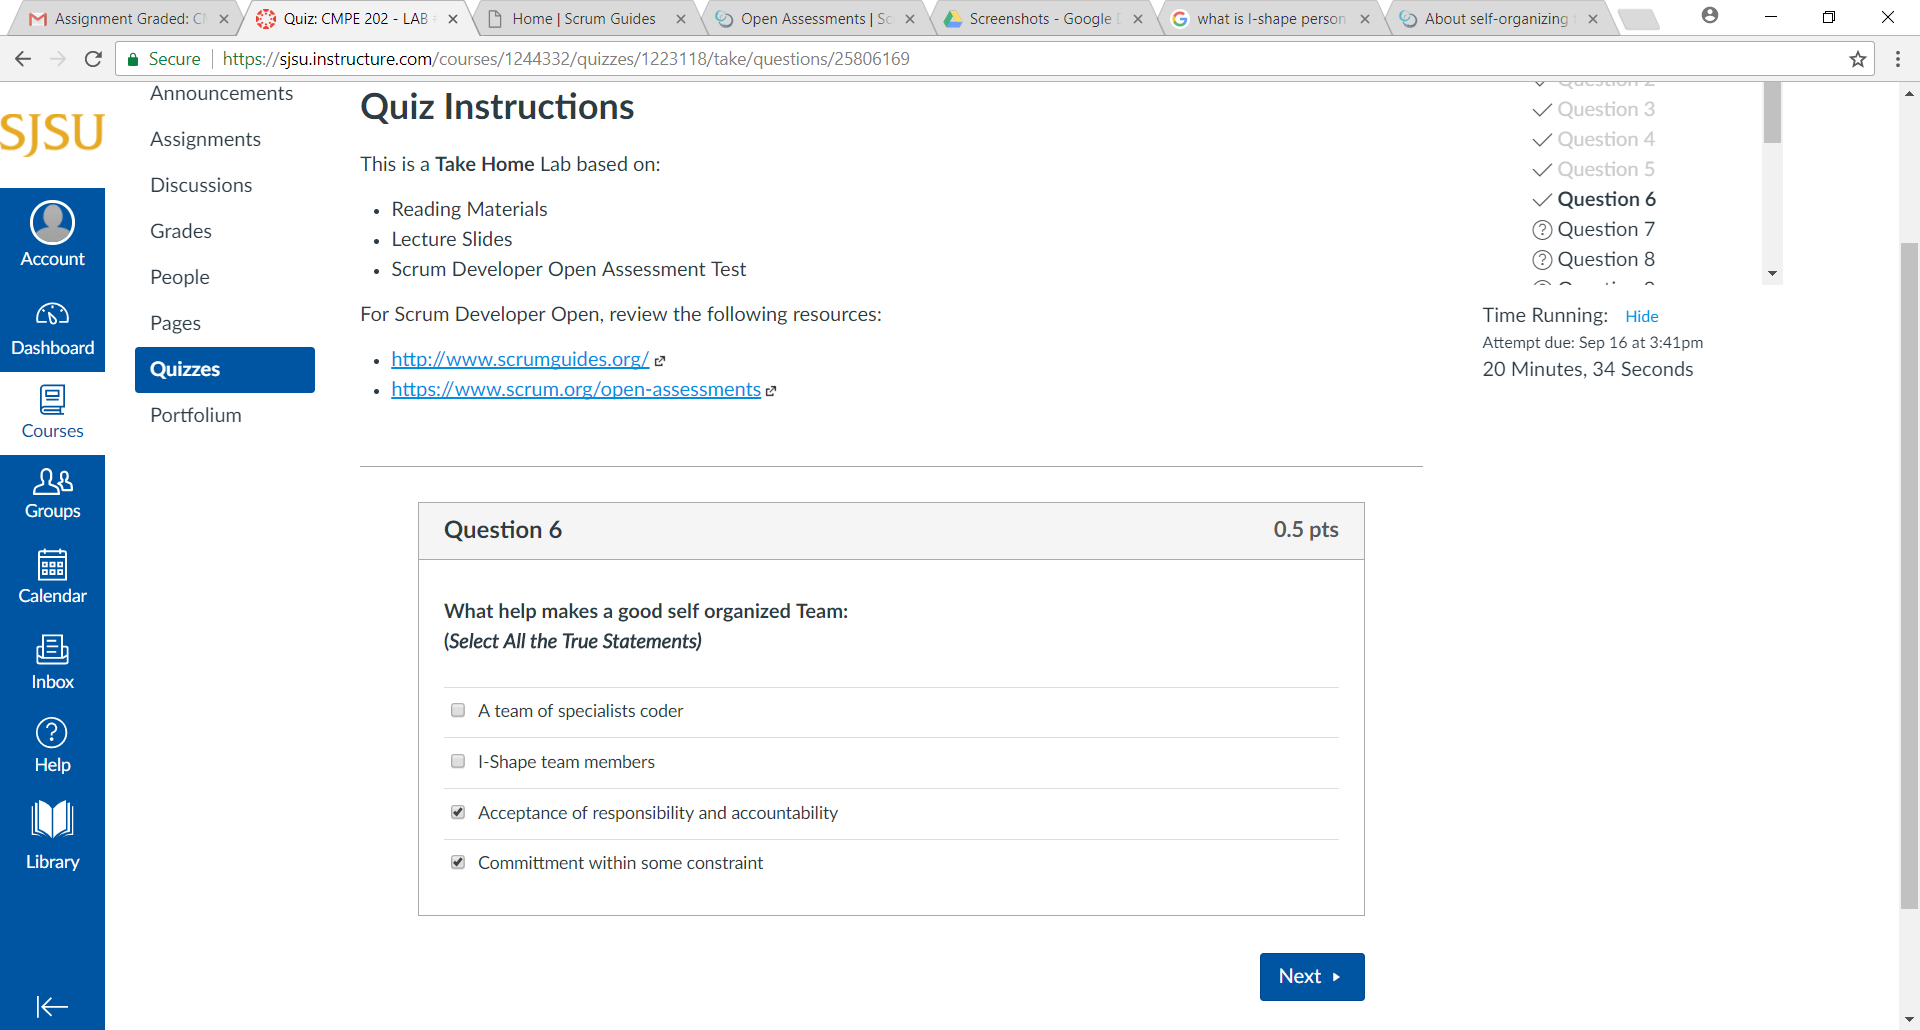 Assignment Graded: CM
Quiz: CMPE 202 - LAB
Home | Scrum Guides
Open Assessments | Sc
Screenshots - Google D
what is I-shape person
About self-organizing
Secure
https://sjsu.instructure.com/courses/1244332/quizzes/1223118/take/questions/25806169
SJSU
Account
Dashboard
Courses
Groups
Calendar
Inbox
Help
Library
Announcements
Assignments
Discussions
Grades
People
Pages
Quizzes
Portfolium
Quiz Instructions
This is a Take Home Lab based on:
Reading Materials
Lecture Slides
Scrum Developer Open Assessment Test
For Scrum Developer Open, review the following resources:
http://www.scrumguides.org/
https://www.scrum.org/open-assessments
Question 6
0.5 pts
What help makes a good self organized Team:
(Select All the True Statements)
A team of specialists coder
I-Shape team members
Acceptance of responsibility and accountability
Committment within some constraint
Next
Question 2
Question 3
Question 4
Question 5
Question 6
Question 7
Question 8
Time Running: Hide
Attempt due: Sep 16 at 3:41pm
20 Minutes, 34 Seconds